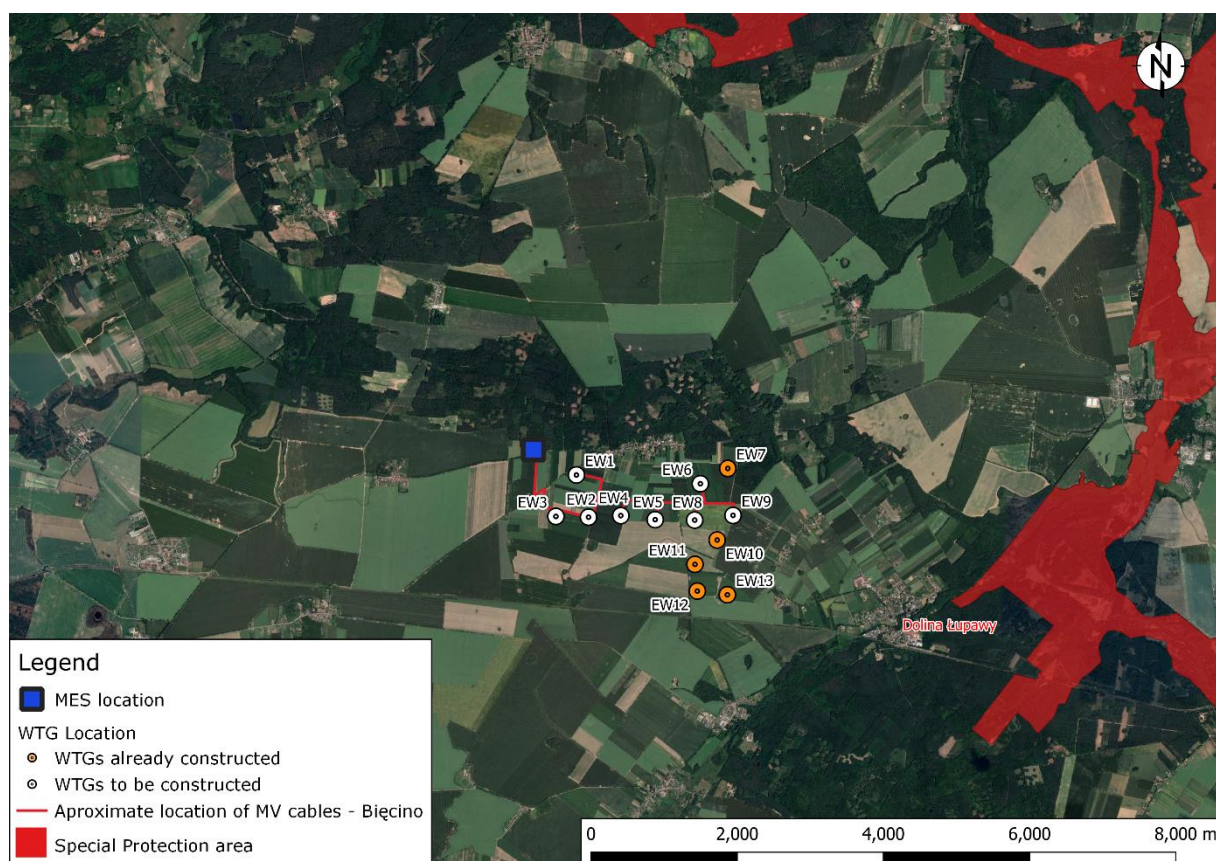 N
EW7
EW1
EW6
EW3
EW2
EW4
EW5
EW8
EW9
EW10
EW11
EW13
EW12
Dolina Łupawy
Legend
MES location
WTG Location
WTGs already constructed
WTGs to be constructed
Aproximate location of MV cables - Bięcino
Special Protection area
0 2,000 4,000 6,000 8,000 m